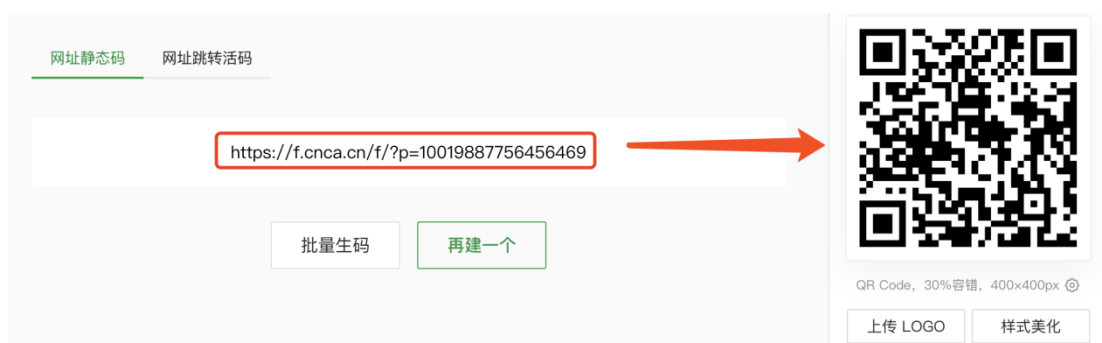 网址静态码 网址跳转活码
https://f.cnca.cn/f/?p=10019887756456469
批量生码 再建一个
QR Code，30%容错，400×400px
上传 LOGO 样式美化